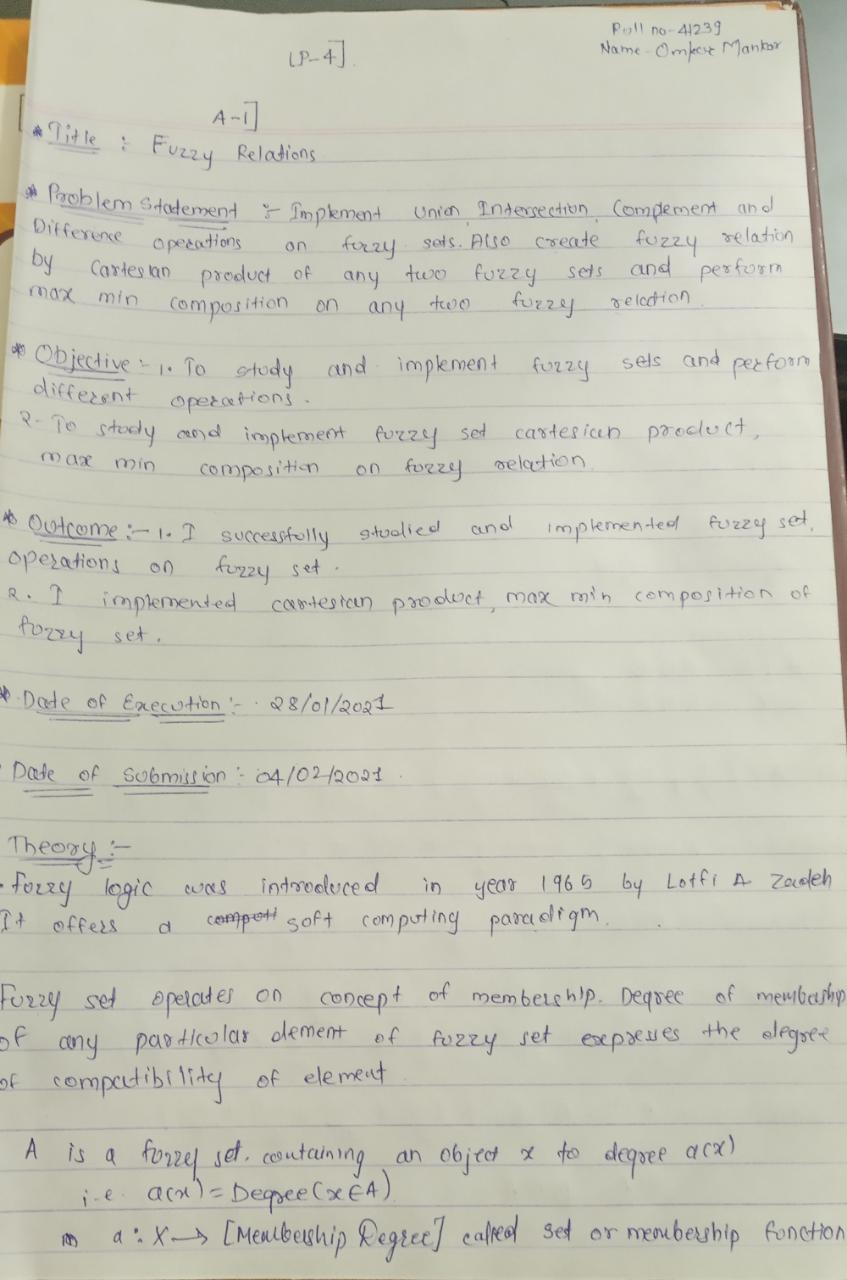 Roll no-41239
[P-4]
Name - Omkar Mankar
A-1]
* Title : Fuzzy Relations
* Problem Statement :- Implement Union, Intersection, Complement and
Difference operations on fuzzy sets. Also create fuzzy relation
by Cartesian product of any two fuzzy sets and perform
max min composition on any two fuzzy relation.
* Objective :- 1. To study and implement fuzzy sets and perform
different operations.
2- To study and implement fuzzy set cartesian product,
max min composition on fuzzy relation.
* Outcome :- 1. I successfully studied and implemented fuzzy set,
operations on fuzzy set.
2. I implemented cartesian product, max min composition of
fuzzy set.
* Date of Execution :- 28/01/2021
Date of Submission :- 04/02/2021.
Theory :-
- fuzzy logic was introduced in year 1965 by Lotfi A Zadeh
It offers a soft computing paradigm.
Fuzzy set operates on concept of membership. Degree of membership
of any particular element of fuzzy set expresses the degree
of compatibility of element.
A is a fuzzy set. containing an object x to degree a(x)
i.e. a(x) = Degree(x∈A)
a : X → [Membership Degree] called set or membership function